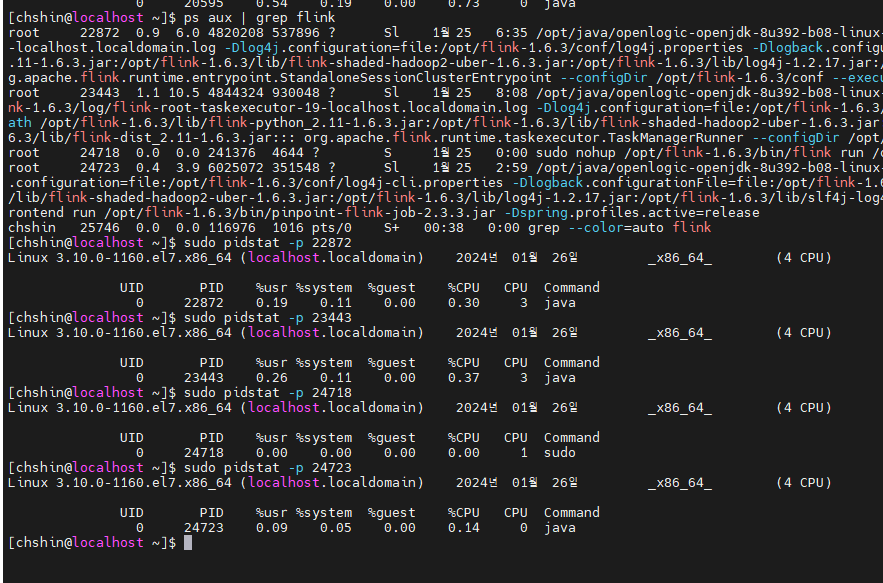 0     20595    0.54    0.19    0.00    0.73     0  java
[chshin@localhost ~]$ ps aux | grep flink
root     22872  0.9  6.0 4820208 537896 ?      Sl    1월 25   6:35 /opt/java/openlogic-openjdk-8u392-b08-linux-
-localhost.localdomain.log -Dlog4j.configuration=file:/opt/flink-1.6.3/conf/log4j.properties -Dlogback.configu
.11-1.6.3.jar:/opt/flink-1.6.3/lib/flink-shaded-hadoop2-uber-1.6.3.jar:/opt/flink-1.6.3/lib/log4j-1.2.17.jar:/
g.apache.flink.runtime.entrypoint.StandaloneSessionClusterEntrypoint --configDir /opt/flink-1.6.3/conf --execu
root     23443  1.1 10.5 4844324 930048 ?      Sl    1월 25   8:08 /opt/java/openlogic-openjdk-8u392-b08-linux-
nk-1.6.3/log/flink-root-taskexecutor-19-localhost.localdomain.log -Dlog4j.configuration=file:/opt/flink-1.6.3/
ath /opt/flink-1.6.3/lib/flink-python_2.11-1.6.3.jar:/opt/flink-1.6.3/lib/flink-shaded-hadoop2-uber-1.6.3.jar
6.3/lib/flink-dist_2.11-1.6.3.jar::: org.apache.flink.runtime.taskexecutor.TaskManagerRunner --configDir /opt/
root     24718  0.0  0.0 241376  4644 ?        S     1월 25   0:00 sudo nohup /opt/flink-1.6.3/bin/flink run /o
root     24723  0.4  3.9 6025072 351548 ?      Sl    1월 25   2:59 /opt/java/openlogic-openjdk-8u392-b08-linux-
.configuration=file:/opt/flink-1.6.3/conf/log4j-cli.properties -Dlogback.configurationFile=file:/opt/flink-1.6
/lib/flink-shaded-hadoop2-uber-1.6.3.jar:/opt/flink-1.6.3/lib/log4j-1.2.17.jar:/opt/flink-1.6.3/lib/slf4j-log4
rontend run /opt/flink-1.6.3/bin/pinpoint-flink-job-2.3.3.jar -Dspring.profiles.active=release
chshin   25746  0.0  0.0 116976  1016 pts/0    S+   00:38   0:00 grep --color=auto flink
[chshin@localhost ~]$ sudo pidstat -p 22872
Linux 3.10.0-1160.el7.x86_64 (localhost.localdomain)    2024년  01월  26일         _x86_64_        (4 CPU)
UID       PID    %usr %system  %guest    %CPU   CPU  Command
0     22872    0.19    0.11    0.00    0.30     3  java
[chshin@localhost ~]$ sudo pidstat -p 23443
Linux 3.10.0-1160.el7.x86_64 (localhost.localdomain)    2024년  01월  26일         _x86_64_        (4 CPU)
UID       PID    %usr %system  %guest    %CPU   CPU  Command
0     23443    0.26    0.11    0.00    0.37     3  java
[chshin@localhost ~]$ sudo pidstat -p 24718
Linux 3.10.0-1160.el7.x86_64 (localhost.localdomain)    2024년  01월  26일         _x86_64_        (4 CPU)
UID       PID    %usr %system  %guest    %CPU   CPU  Command
0     24718    0.00    0.00    0.00    0.00     1  sudo
[chshin@localhost ~]$ sudo pidstat -p 24723
Linux 3.10.0-1160.el7.x86_64 (localhost.localdomain)    2024년  01월  26일         _x86_64_        (4 CPU)
UID       PID    %usr %system  %guest    %CPU   CPU  Command
0     24723    0.09    0.05    0.00    0.14     0  java
[chshin@localhost ~]$